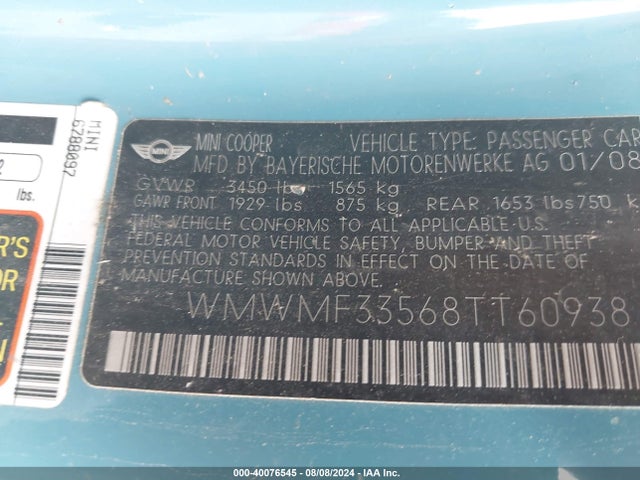 MINI
6288092
lbs.
MINI
MINI COOPER VEHICLE TYPE: PASSENGER CAR
MFD BY BAYERISCHE MOTORENWERKE AG 01/08
GVWR 3450 lbs 1565 kg
GAWR FRONT 1929 lbs 875 kg REAR 1653 lbs 750 k
THIS VEHICLE CONFORMS TO ALL APPLICABLE U.S.
FEDERAL MOTOR VEHICLE SAFETY, BUMPER AND THEFT
PREVENTION STANDARDS IN EFFECT ON THE DATE OF
MANUFACTURE SHOWN ABOVE.
WMWMF33568TT60938
000-40076545 - 08/08/2024 - IAA Inc.